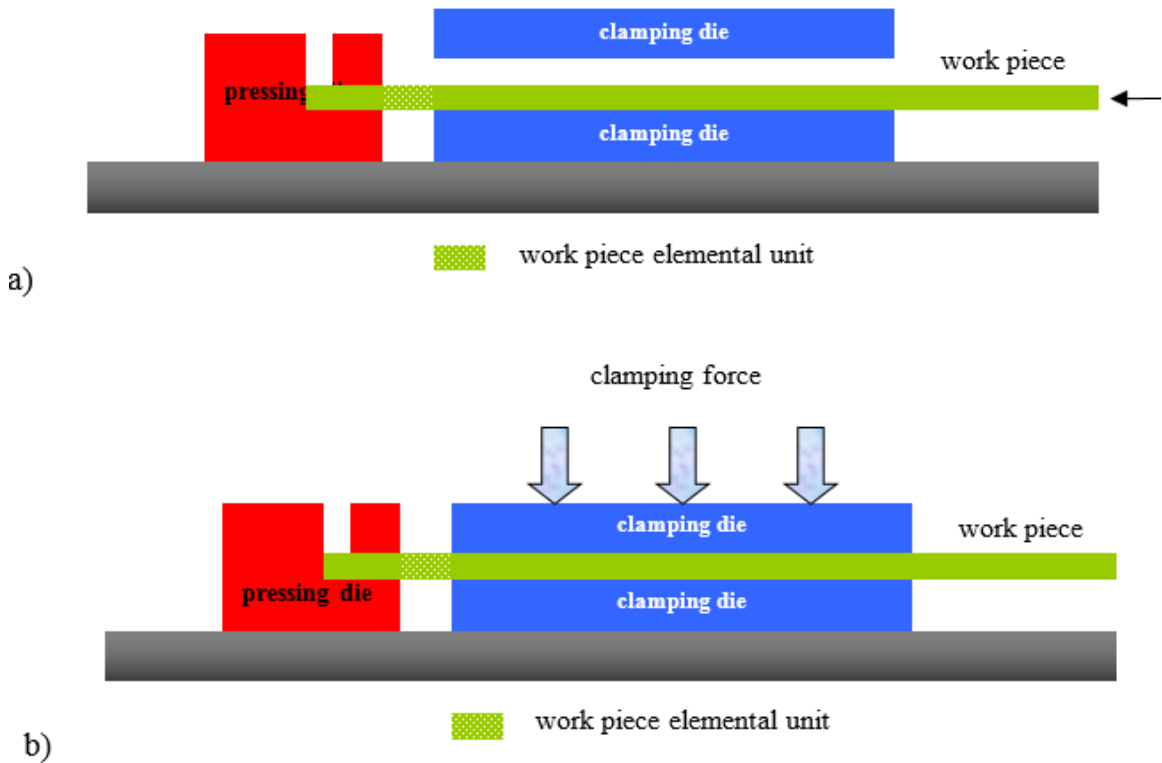 clamping die
work piece
pressing
clamping die
work piece elemental unit
a)
clamping force
clamping die
work piece
pressing die
clamping die
work piece elemental unit
b)